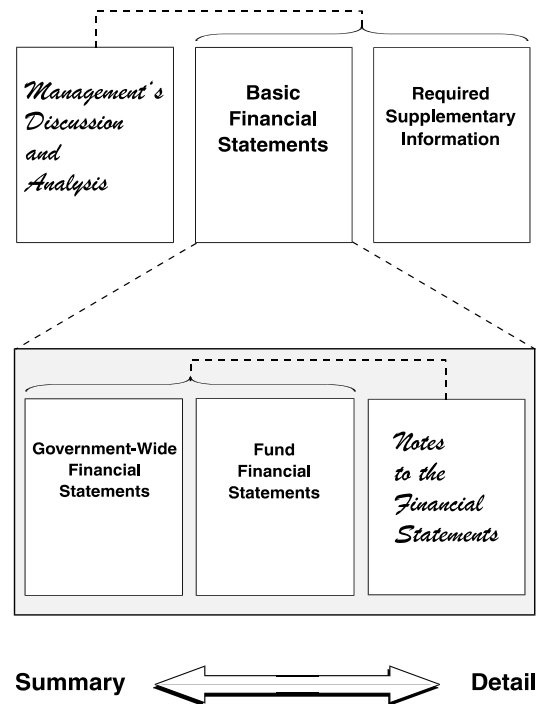 Management's
Discussion
and
Analysis
Basic
Financial
Statements
Required
Supplementary
Information
Government-Wide
Financial
Statements
Fund
Financial
Statements
Notes
to the
Financial
Statements
Summary
Detail